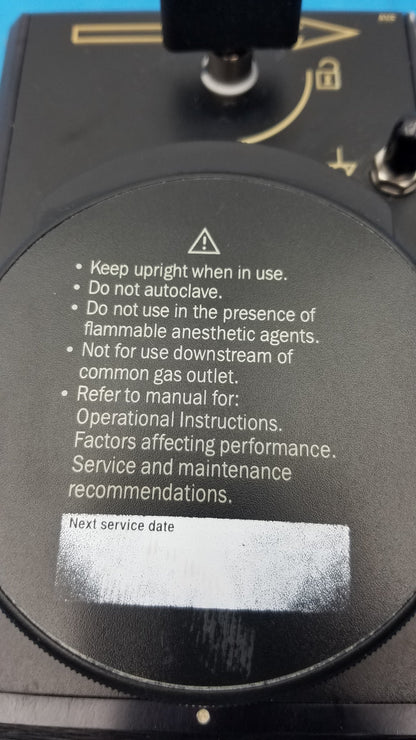 • Keep upright when in use.
• Do not autoclave.
• Do not use in the presence of
flammable anesthetic agents.
• Not for use downstream of
common gas outlet.
• Refer to manual for:
Operational Instructions.
Factors affecting performance.
Service and maintenance
recommendations.
Next service date